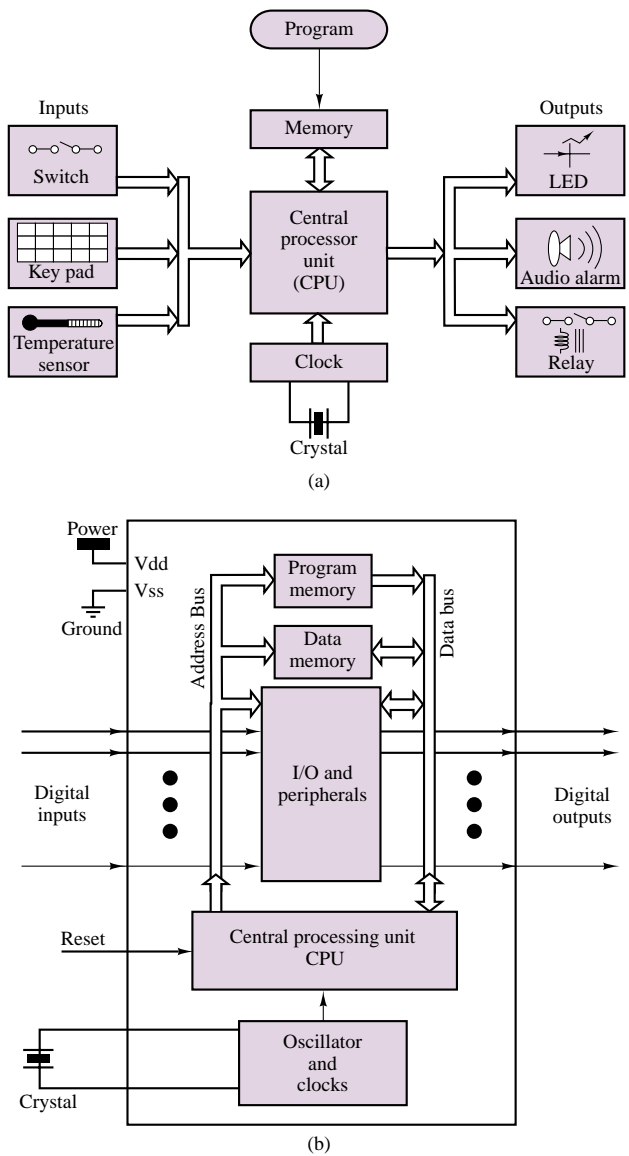 Program
Inputs
Outputs
Memory
Switch
LED
Central
processor
unit
(CPU)
Key pad
Audio alarm
Temperature
sensor
Clock
Relay
Crystal
(a)
Power
Vdd
Vss
Ground
Address Bus
Program
memory
Data bus
Data
memory
I/O and
peripherals
Digital
inputs
Digital
outputs
Reset
Central processing unit
CPU
Oscillator
and
clocks
Crystal
(b)